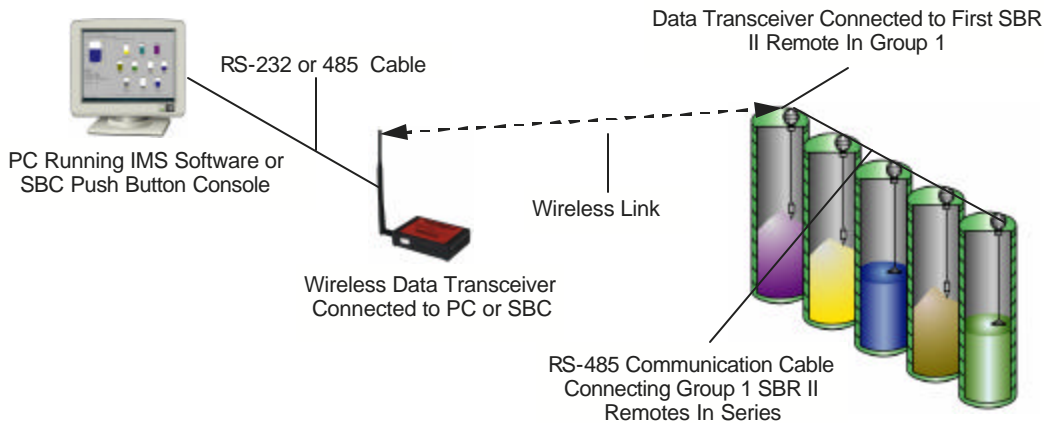 Data Transceiver Connected to First SBR
II Remote In Group 1
RS-232 or 485 Cable
PC Running IMS Software or
SBC Push Button Console
Wireless Link
Wireless Data Transceiver
Connected to PC or SBC
RS-485 Communication Cable
Connecting Group 1 SBR II
Remotes In Series